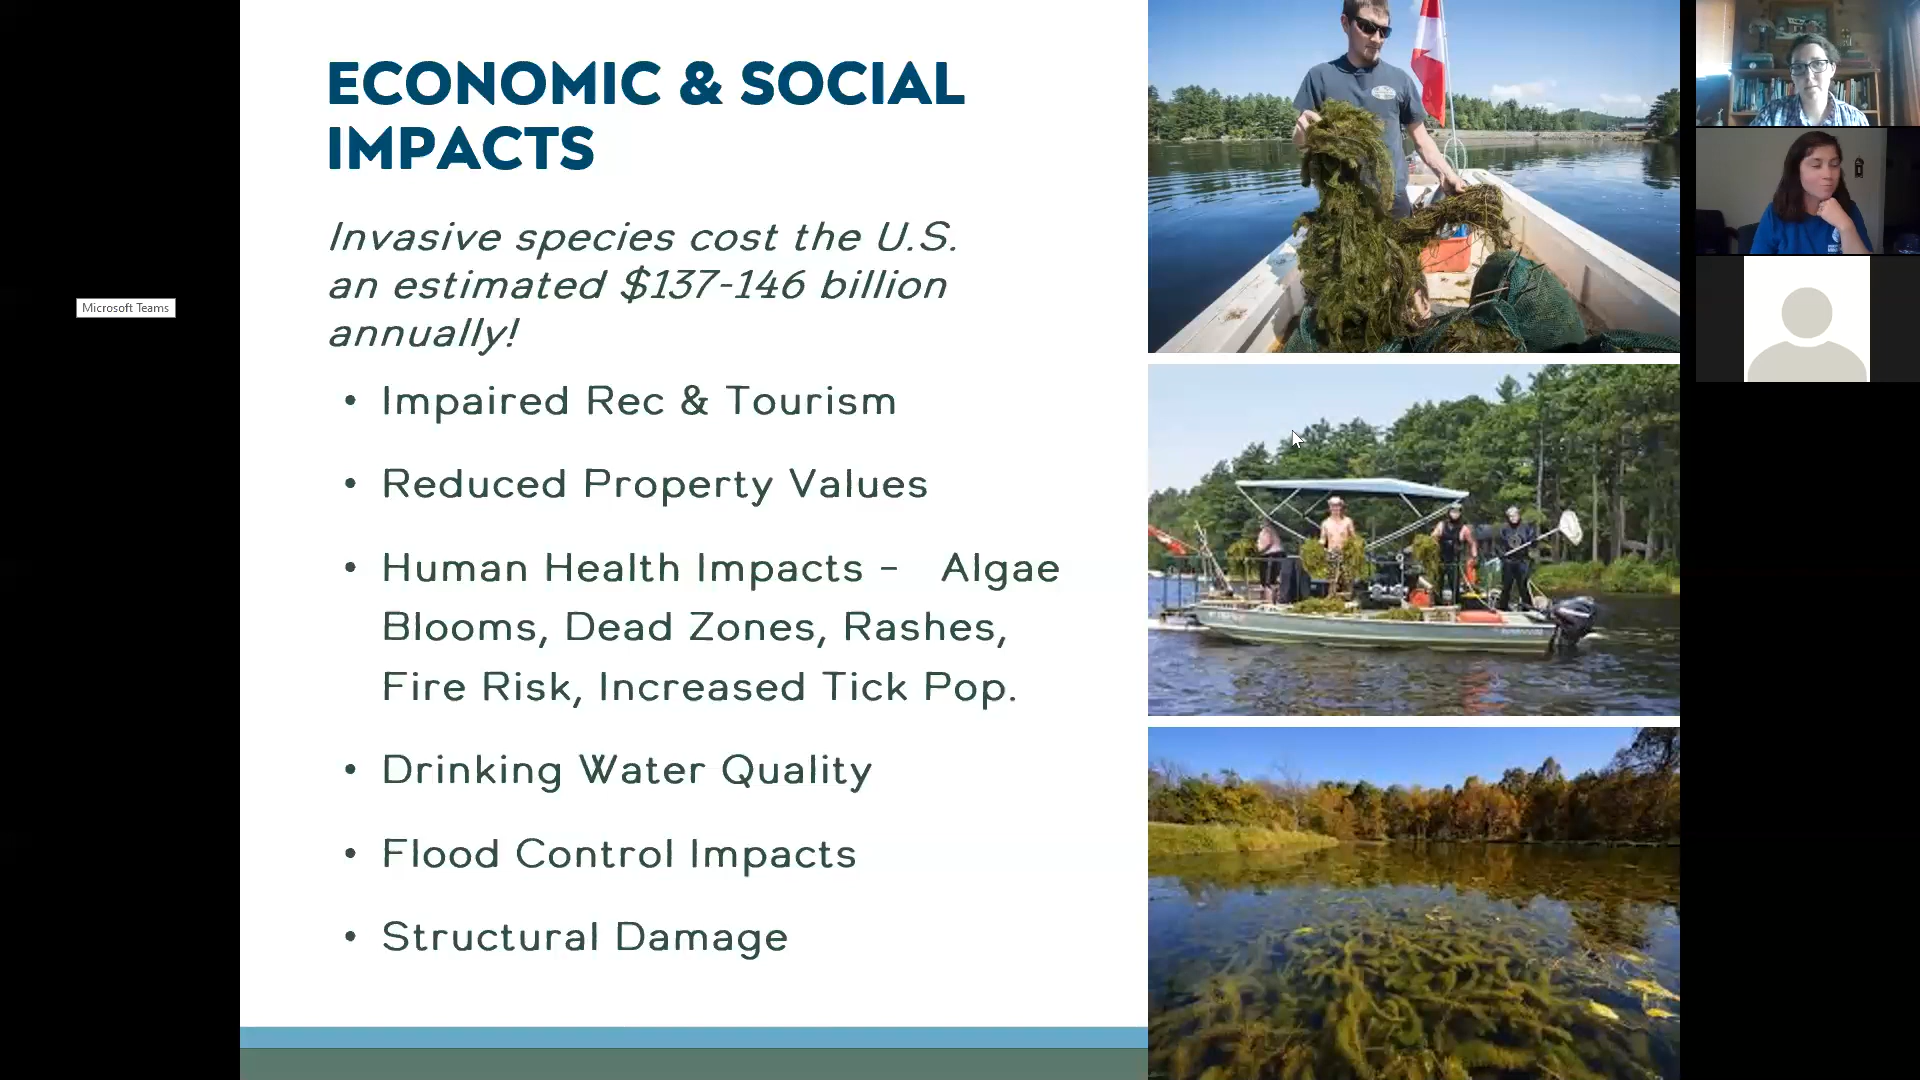 ECONOMIC & SOCIAL
IMPACTS
Invasive species cost the U.S.
an estimated $137-146 billion
annually!
• Impaired Rec & Tourism
• Reduced Property Values
• Human Health Impacts - Algae
Blooms, Dead Zones, Rashes,
Fire Risk, Increased Tick Pop.
• Drinking Water Quality
• Flood Control Impacts
• Structural Damage
Microsoft Teams